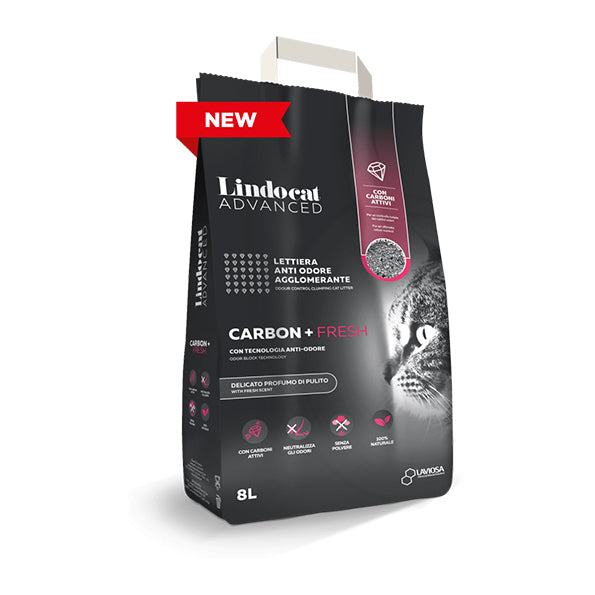 NEW
Lindocat
ADVANCED
CON
CARBONI
ATTIVI
LETTIERA
ANTI ODORE
AGGLOMERANTE
ODOUR CONTROL CLUMPING CAT LITTER
CARBON + FRESH
CON TECNOLOGIA ANTI-ODORE
ODOR BLOCK TECHNOLOGY
DELICATO PROFUMO DI PULITO
WITH FRESH SCENT
CON CARBONI
ATTIVI
NEUTRALIZZA
GLI ODORI
SENZA
POLVERE
100%
NATURALE
8L
LAVIOSA
Lindocat
ADVANCED
CARBON +
FRESH